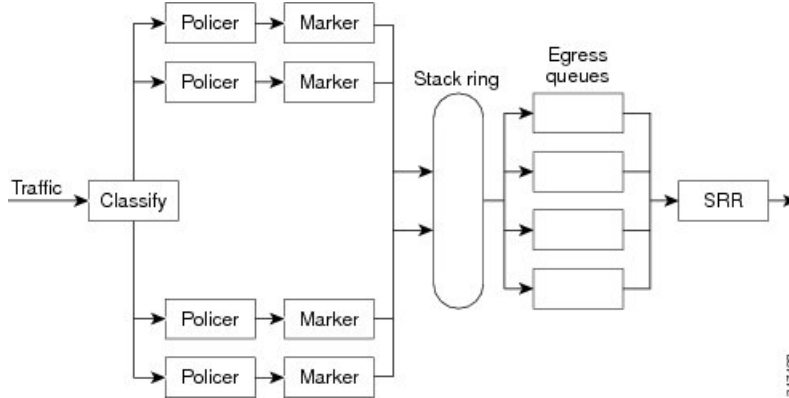 Policer
Marker
Policer
Marker
Stack ring
Egress
queues
Traffic
Classify
SRR
Policer
Marker
Policer
Marker